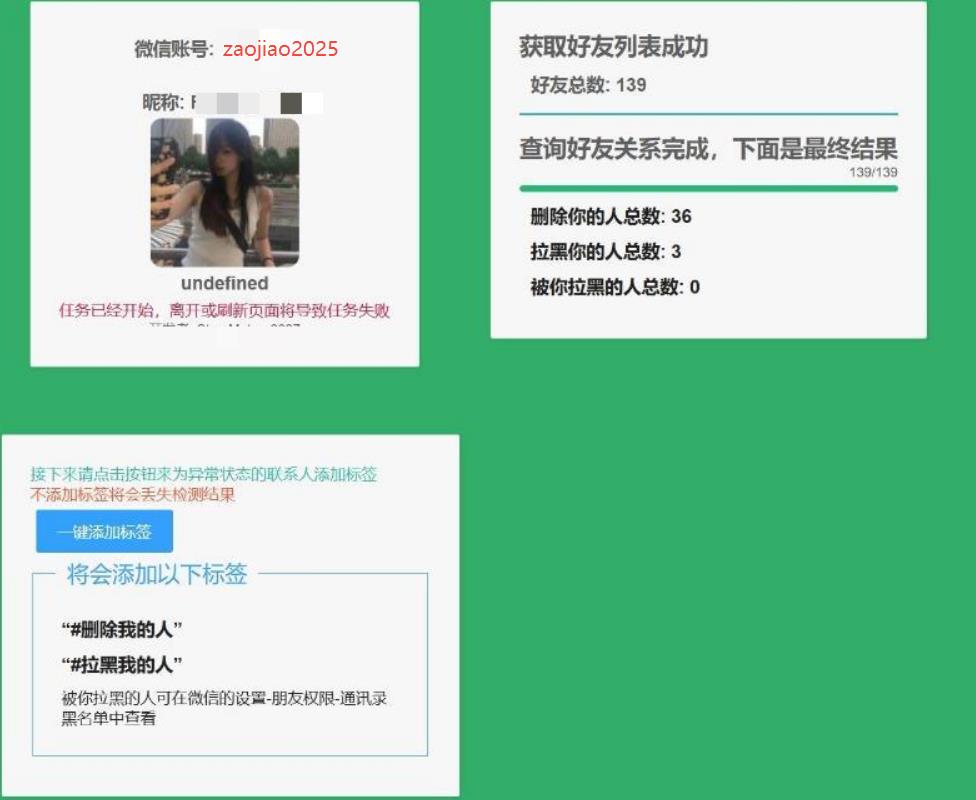 微信账号: zaojiao2025
昵称:
undefined
任务已经开始，离开或刷新页面将导致任务失败
获取好友列表成功
好友总数: 139
查询好友关系完成，下面是最终结果
139/139
删除你的人总数: 36
拉黑你的人总数: 3
被你拉黑的人总数: 0
接下来请点击按钮来为异常状态的联系人添加标签
不添加标签将会丢失检测结果
一键添加标签
将会添加以下标签
“#删除我的人”
“#拉黑我的人”
被你拉黑的人可在微信的设置-朋友权限-通讯录
黑名单中查看